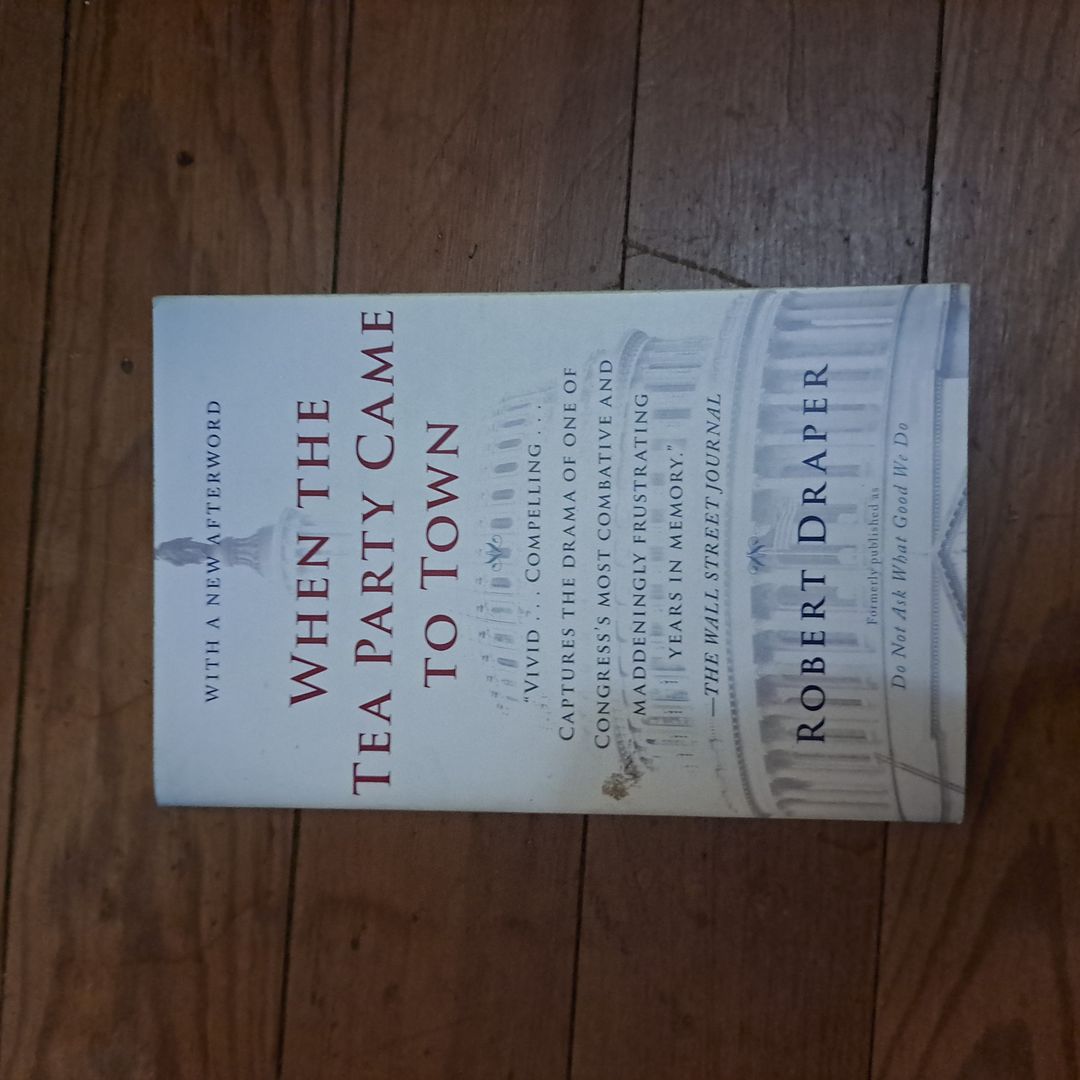 WITH A NEW AFTERWORD
WHEN THE
TEA PARTY CAME
TO TOWN
"VIVID . . . COMPELLING . . . .
CAPTURES THE DRAMA OF ONE OF
CONGRESS'S MOST COMBATIVE AND
MADDENINGLY FRUSTRATING
YEARS IN MEMORY."
—THE WALL STREET JOURNAL
ROBERT DRAPER
Formerly published as
Do Not Ask What Good We Do